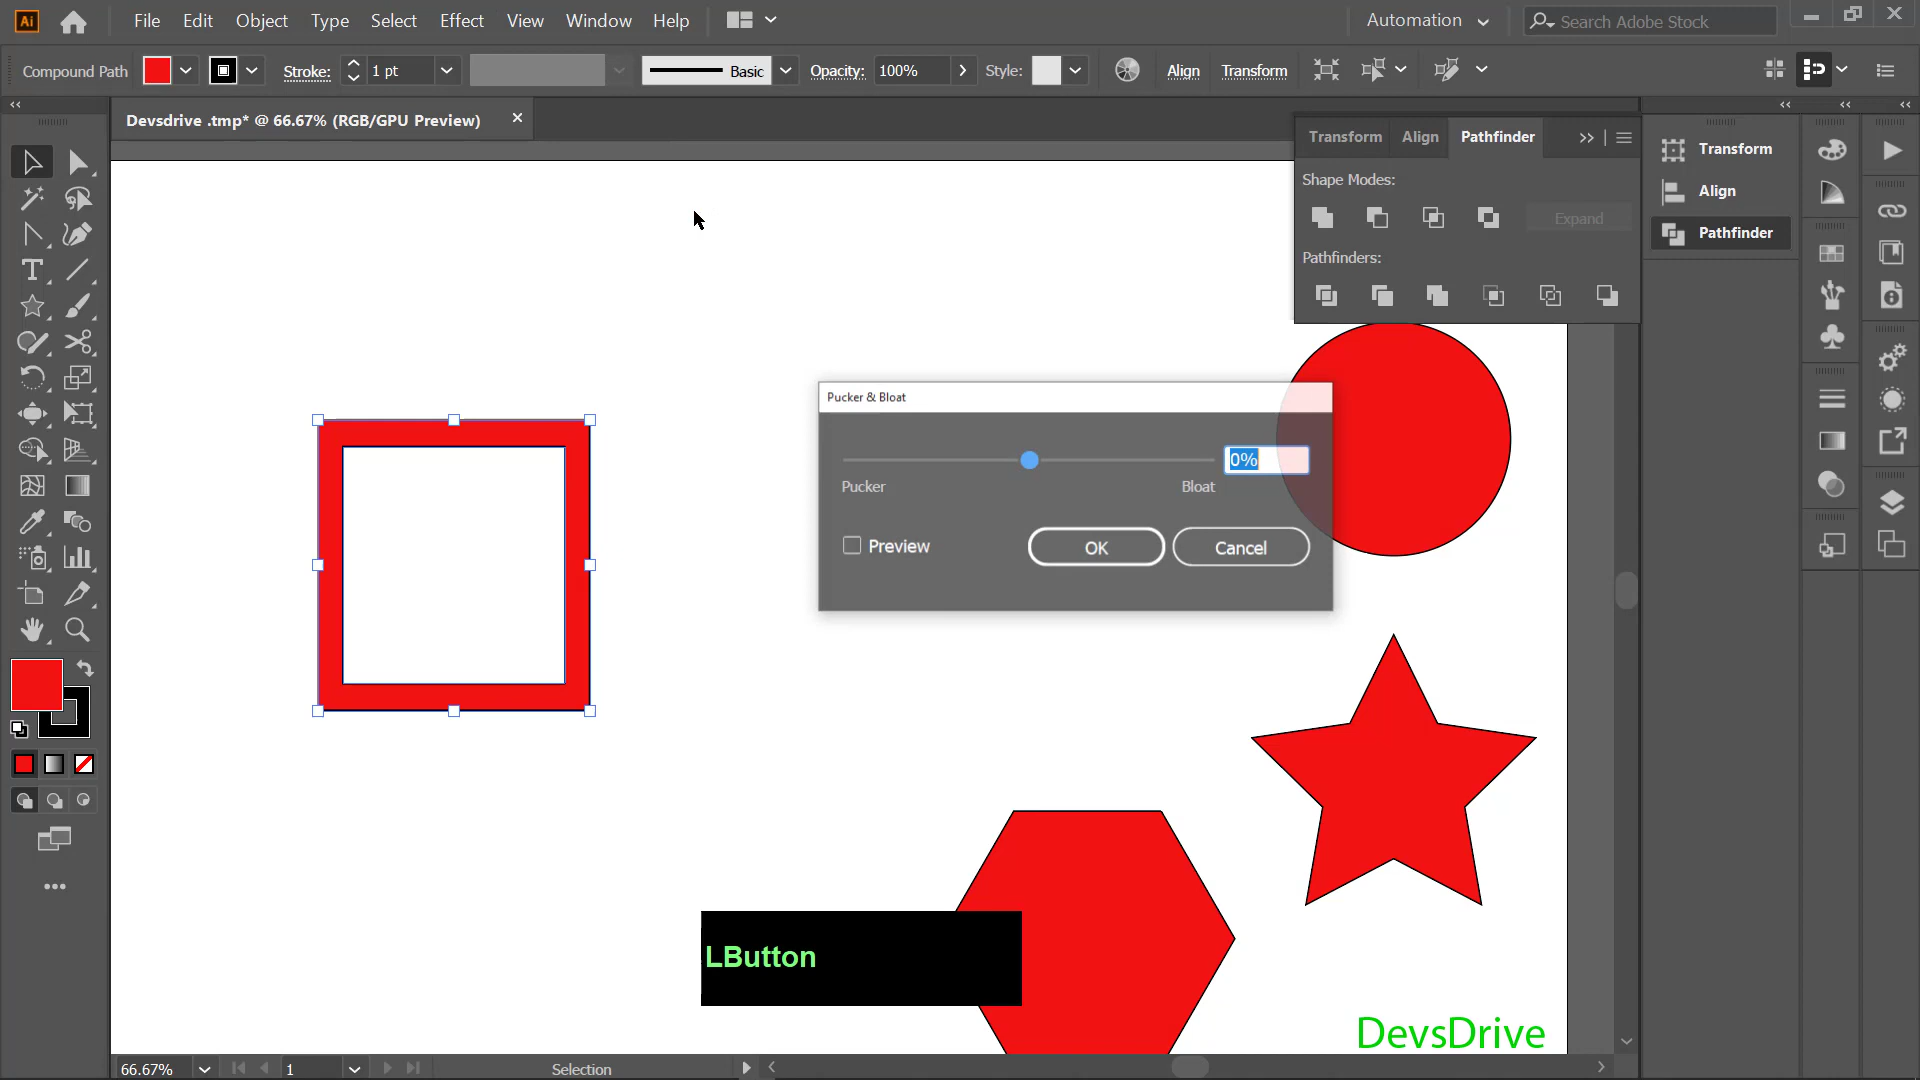 Ai File Edit Object Type Select Effect View Window Help Automation Search Adobe Stock
Compound Path Stroke: 1 pt Basic Opacity: 100% Style: Align Transform
Devsdrive .tmp* @ 66.67% (RGB/GPU Preview)
Transform Align Pathfinder
Shape Modes:
Expand
Pathfinders:
Transform
Align
Pathfinder
Pucker & Bloat
0%
Pucker Bloat
Preview OK Cancel
LButton
DevsDrive
66.67% 1 Selection